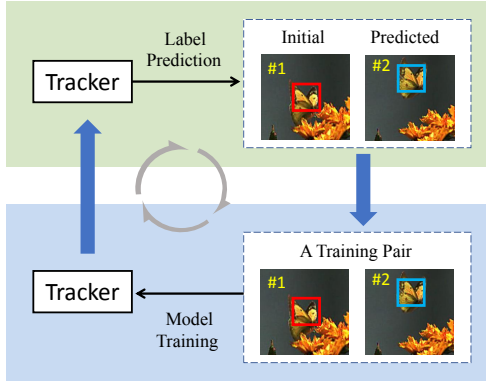 Label
Prediction
Tracker
Initial
Predicted
#1
#2
A Training Pair
Tracker
Model
Training
#1
#2